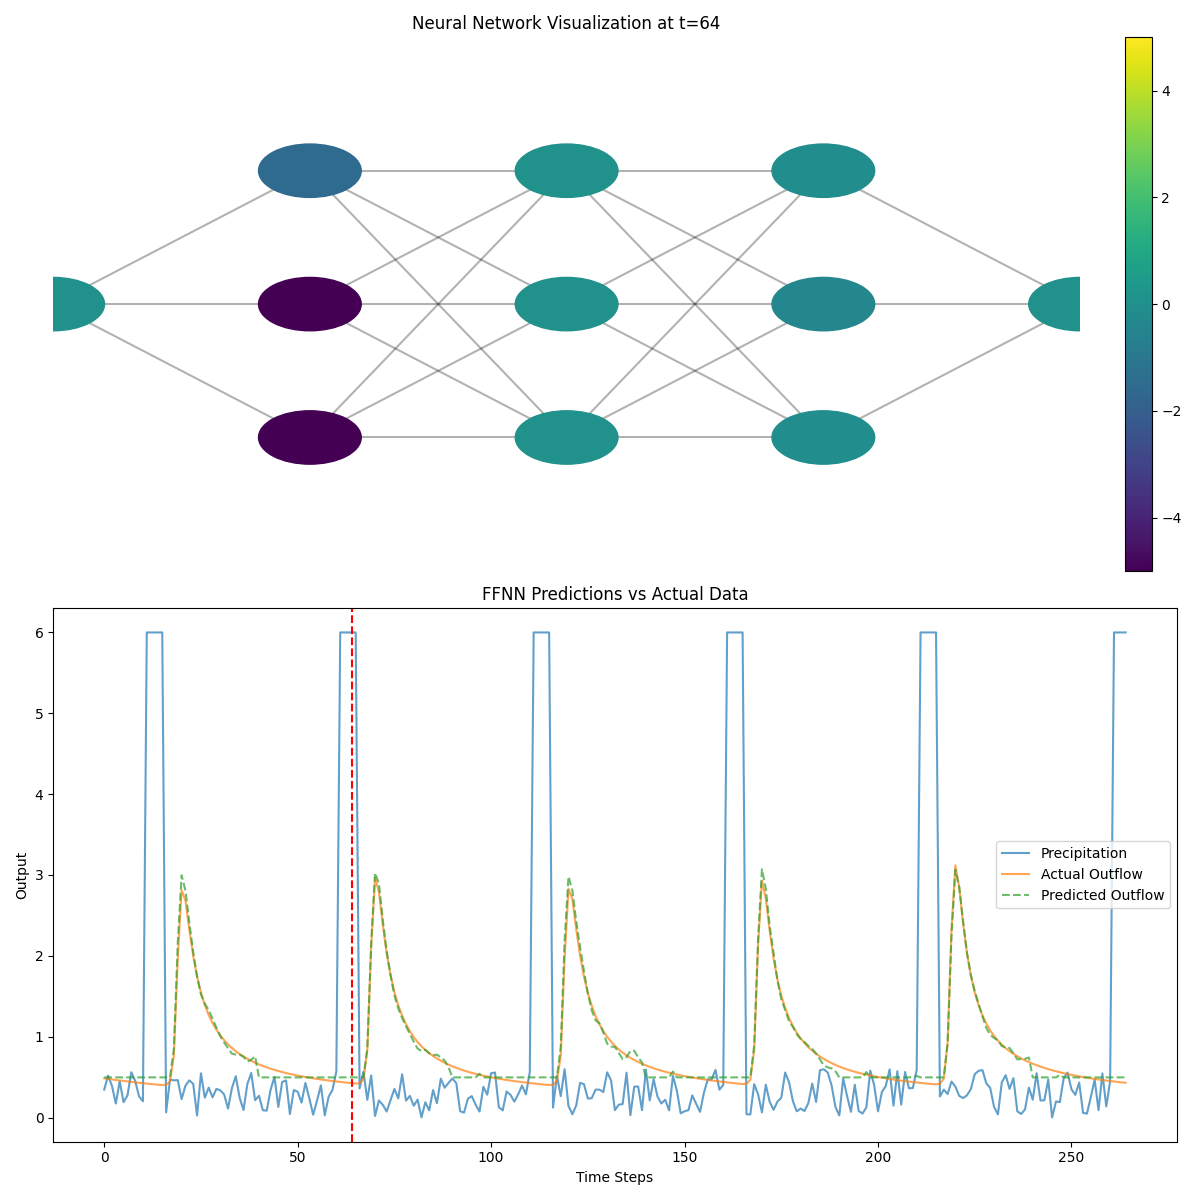 Neural Network Visualization at t=64
4
2
0
−2
−4
FFNN Predictions vs Actual Data
Output
6
5
4
3
2
1
0
Precipitation
Actual Outflow
Predicted Outflow
0 50 100 150 200 250
Time Steps